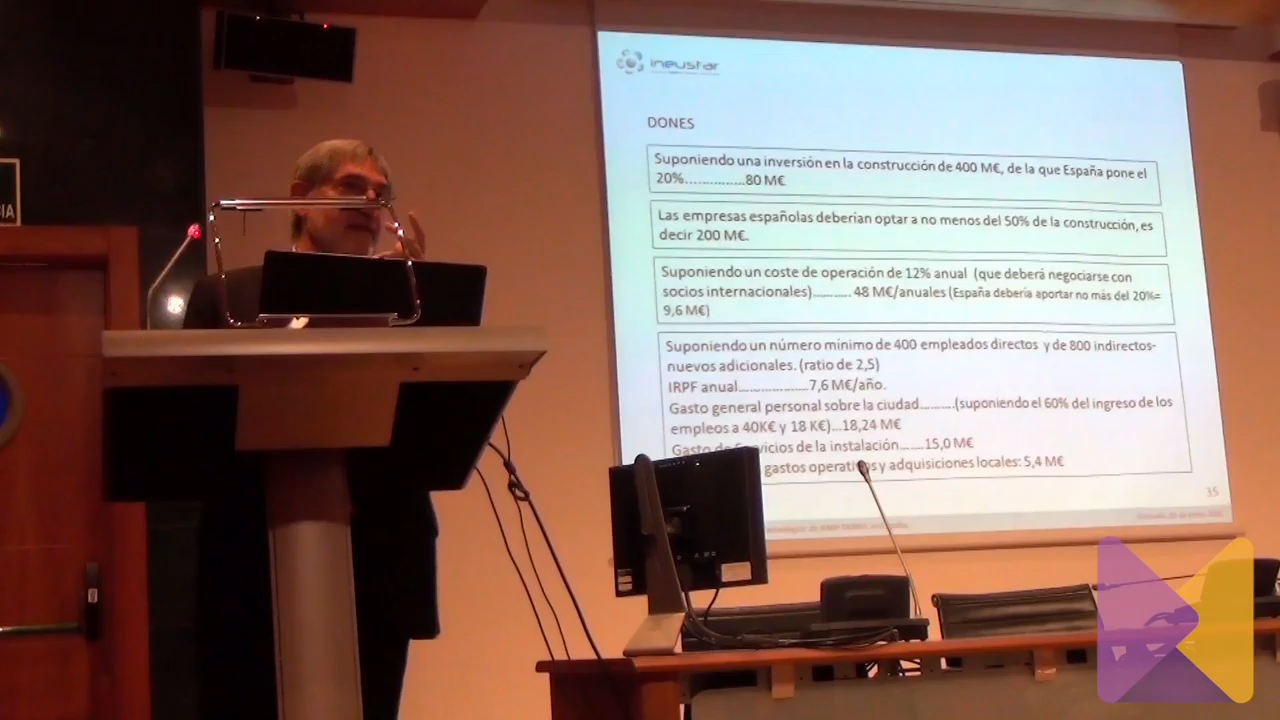 ineustar
DONES
Suponiendo una inversión en la construcción de 400 M€, de la que España pone el
20%................80 M€
Las empresas españolas deberían optar a no menos del 50% de la construcción, es
decir 200 M€.
Suponiendo un coste de operación de 12% anual (que deberá negociarse con
socios internacionales)........... 48 M€/anuales (España debería aportar no más del 20%=
9,6 M€)
Suponiendo un número mínimo de 400 empleados directos y de 800 indirectos-
nuevos adicionales. (ratio de 2,5)
IRPF anual.....................7,6 M€/año.
Gasto general personal sobre la ciudad..........(suponiendo el 60% del ingreso de los
empleos a 40K€ y 18 K€)...18,24 M€
Gasto de Servicios de la instalación.......15,0 M€
gastos operativos y adquisiciones locales: 5,4 M€
35
IA